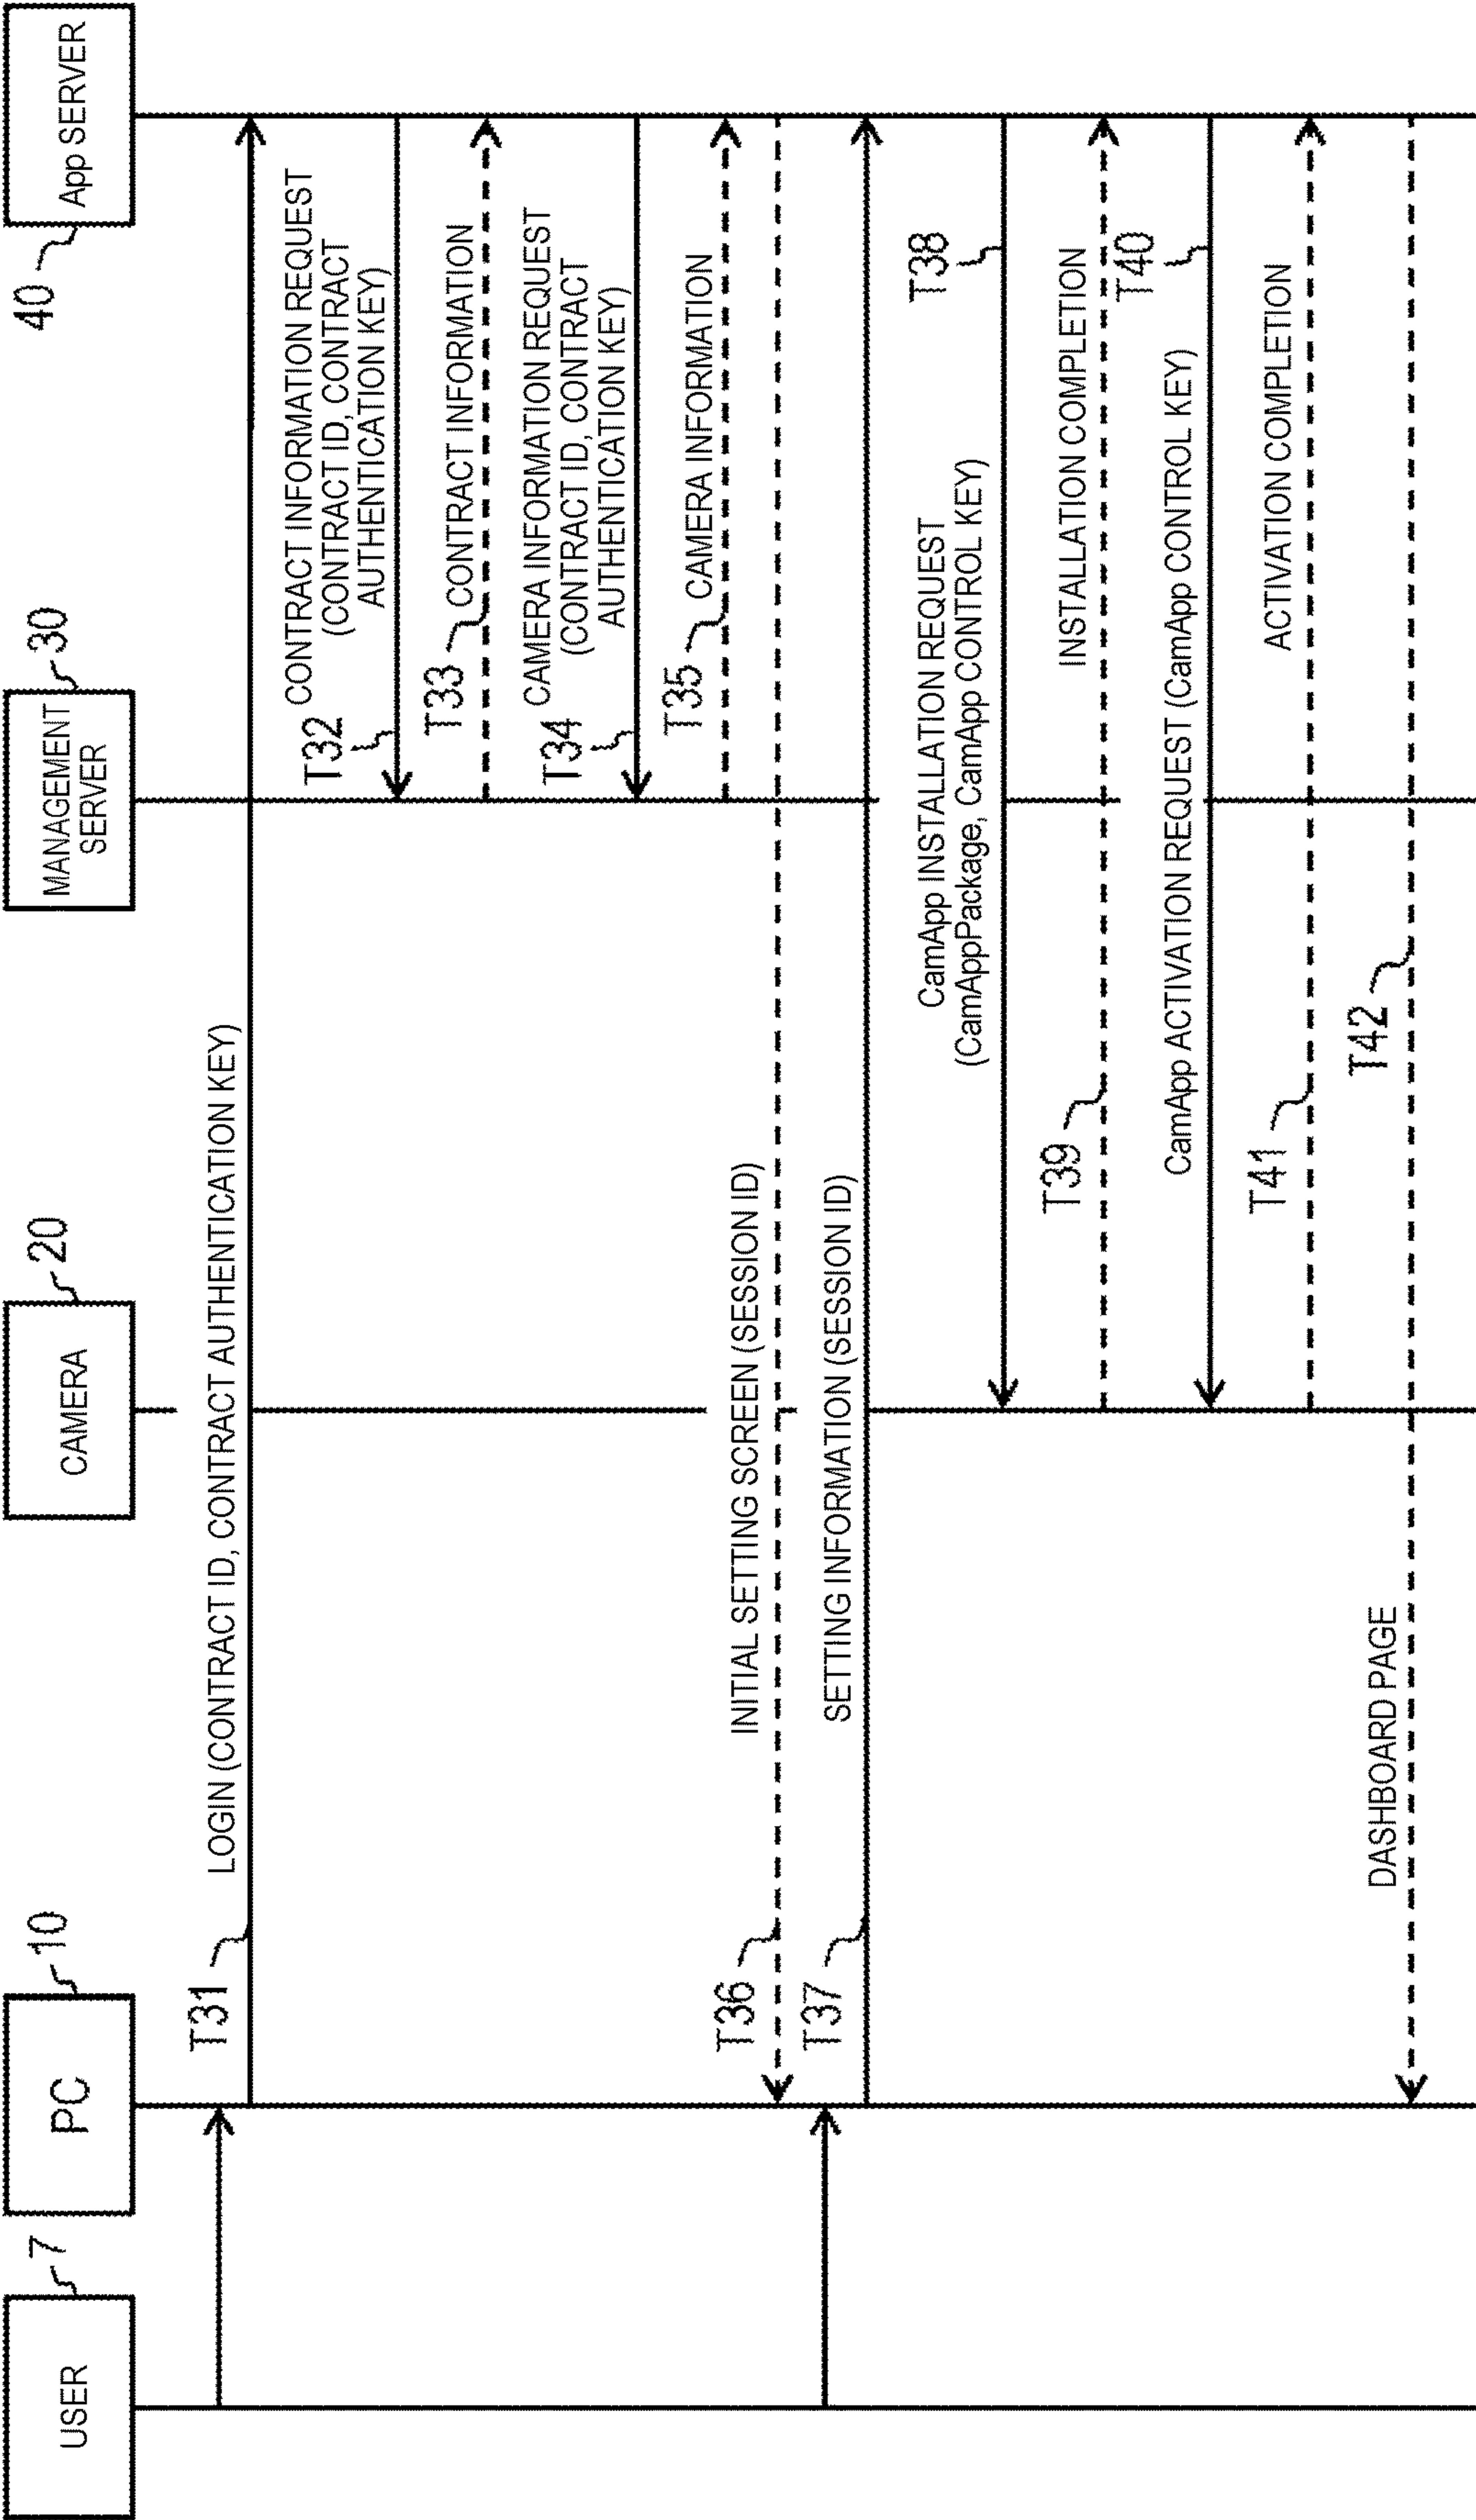 USER
7
PC
10
CAMERA
20
MANAGEMENT
SERVER
30
App SERVER
40
T31
LOGIN (CONTRACT ID, CONTRACT AUTHENTICATION KEY)
CONTRACT INFORMATION REQUEST
(CONTRACT ID, CONTRACT
AUTHENTICATION KEY)
T32
T33
CONTRACT INFORMATION
CAMERA INFORMATION REQUEST
(CONTRACT ID, CONTRACT
AUTHENTICATION KEY)
T34
T35
CAMERA INFORMATION
T36
INITIAL SETTING SCREEN (SESSION ID)
T37
SETTING INFORMATION (SESSION ID)
CamApp INSTALLATION REQUEST
(CamAppPackage, CamApp CONTROL KEY)
T38
T39
INSTALLATION COMPLETION
CamApp ACTIVATION REQUEST (CamApp CONTROL KEY)
T40
T41
ACTIVATION COMPLETION
DASHBOARD PAGE
T42